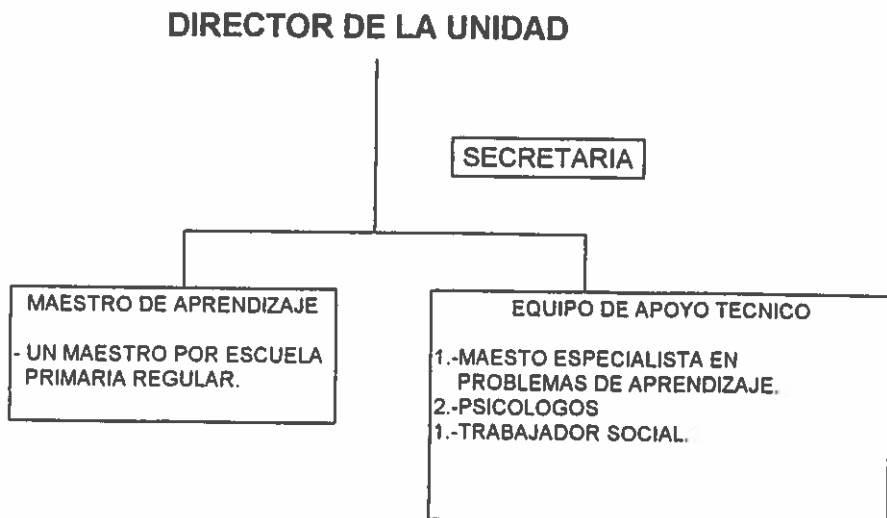 DIRECTOR DE LA UNIDAD
SECRETARIA
MAESTRO DE APRENDIZAJE
- UN MAESTRO POR ESCUELA
PRIMARIA REGULAR.
EQUIPO DE APOYO TECNICO
1.-MAESTO ESPECIALISTA EN
PROBLEMAS DE APRENDIZAJE.
2.-PSICOLOGOS
1.-TRABAJADOR SOCIAL.